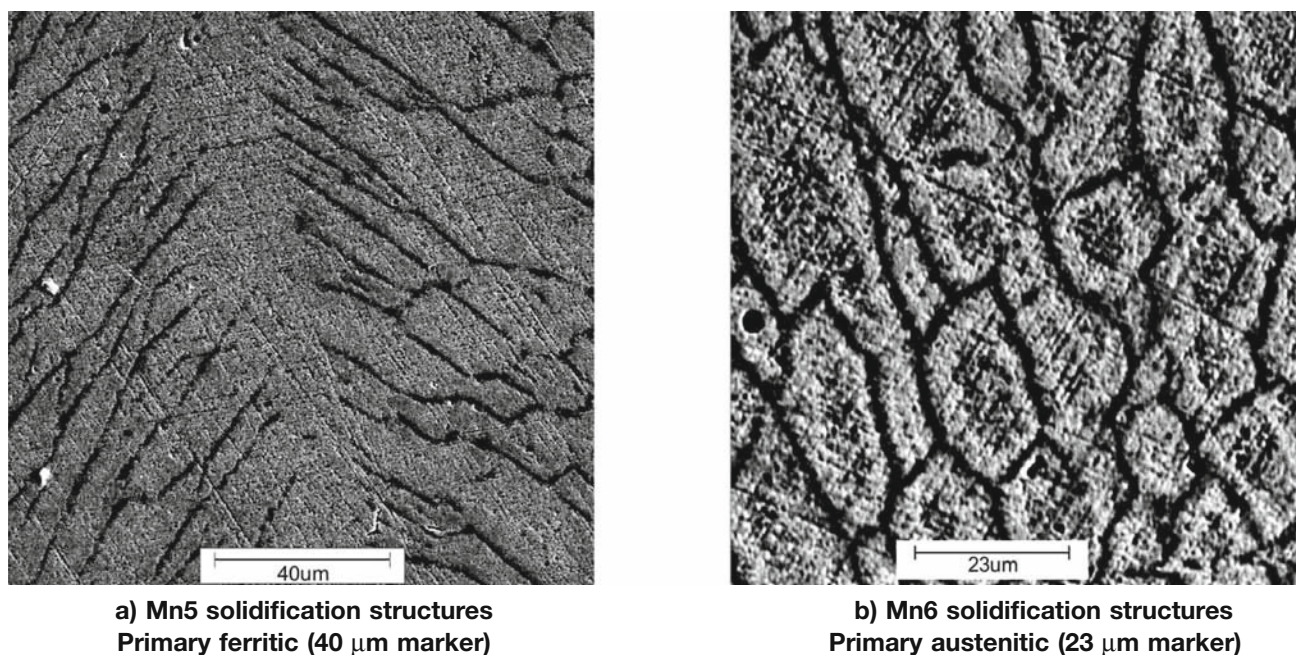 40um
23um
a) Mn5 solidification structures
Primary ferritic (40 μm marker)
b) Mn6 solidification structures
Primary austenitic (23 μm marker)